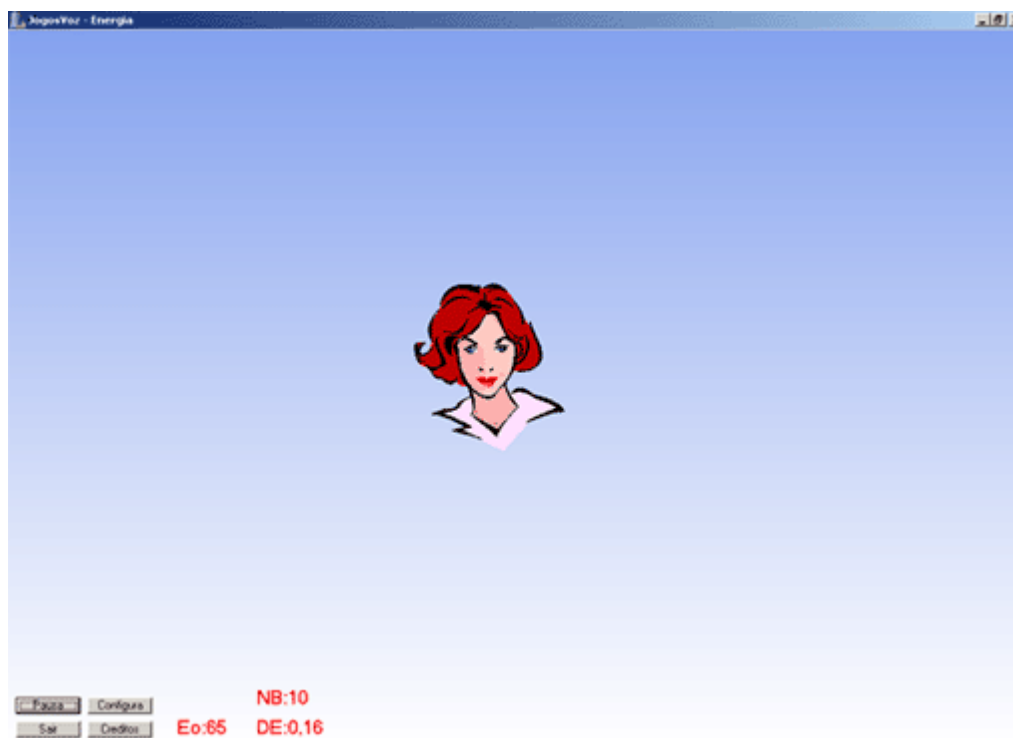 JogosVoz - Energia
NB:10
Pausa Configura
Sair Creditos Eo:65 DE:0,16